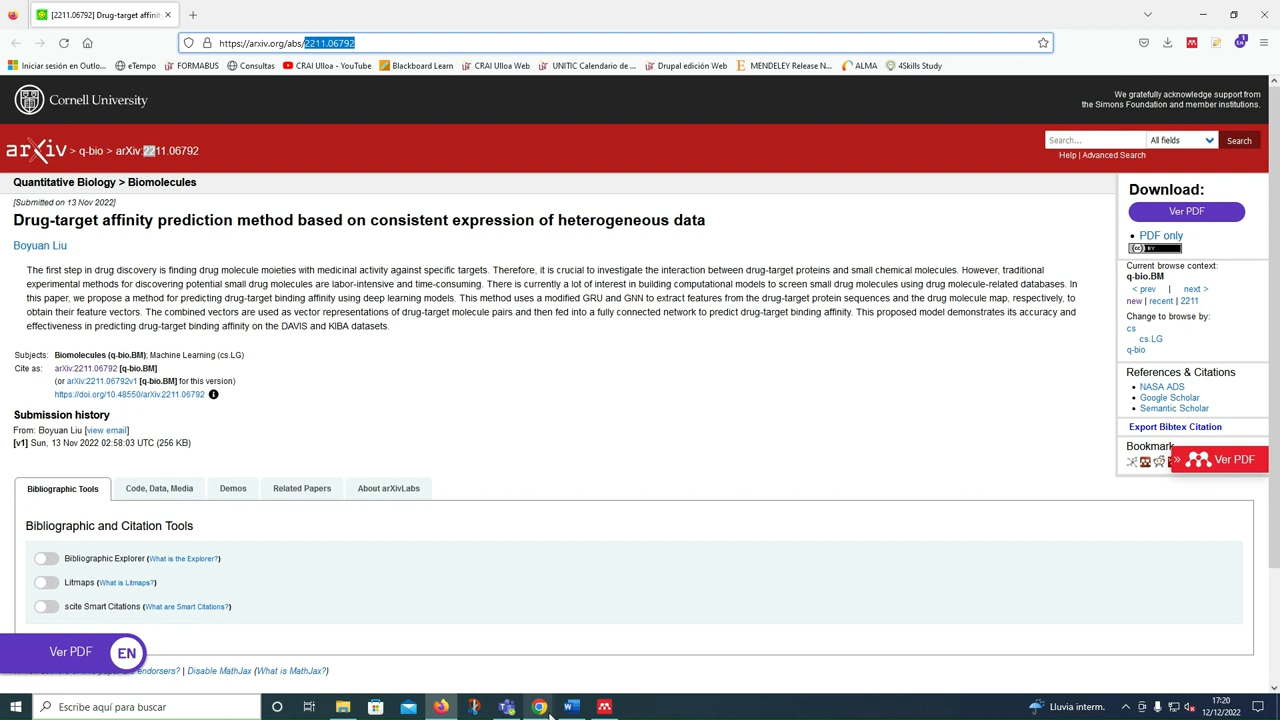 [2211.06792] Drug-target affinit
https://arxiv.org/abs/2211.06792
1
EN
Iniciar sesión en Outlo...
eTempo
FORMABUS
Consultas
CRAI Ulloa - YouTube
Blackboard Learn
CRAI Ulloa Web
UNITIC Calendario de ...
Drupal edición Web
MENDELEY Release N...
ALMA
4Skills Study
Cornell University
We gratefully acknowledge support from
the Simons Foundation and member institutions.
arXiv > q-bio > arXiv:2211.06792
Search...
All fields
Search
Help | Advanced Search
Quantitative Biology > Biomolecules
[Submitted on 13 Nov 2022]
Drug-target affinity prediction method based on consistent expression of heterogeneous data
Boyuan Liu
The first step in drug discovery is finding drug molecule moieties with medicinal activity against specific targets. Therefore, it is crucial to investigate the interaction between drug-target proteins and small chemical molecules. However, traditional
experimental methods for discovering potential small drug molecules are labor-intensive and time-consuming. There is currently a lot of interest in building computational models to screen small drug molecules using drug molecule-related databases. In
this paper, we propose a method for predicting drug-target binding affinity using deep learning models. This method uses a modified GRU and GNN to extract features from the drug-target protein sequences and the drug molecule map, respectively, to
obtain their feature vectors. The combined vectors are used as vector representations of drug-target molecule pairs and then fed into a fully connected network to predict drug-target binding affinity. This proposed model demonstrates its accuracy and
effectiveness in predicting drug-target binding affinity on the DAVIS and KIBA datasets.
Subjects: Biomolecules (q-bio.BM); Machine Learning (cs.LG)
Cite as: arXiv:2211.06792 [q-bio.BM]
(or arXiv:2211.06792v1 [q-bio.BM] for this version)
https://doi.org/10.48550/arXiv.2211.06792
Submission history
From: Boyuan Liu [view email]
[v1] Sun, 13 Nov 2022 02:58:03 UTC (256 KB)
Download:
Ver PDF
PDF only
(cc) BY
Current browse context:
q-bio.BM
< prev | next >
new | recent | 2211
Change to browse by:
cs
cs.LG
q-bio
References & Citations
NASA ADS
Google Scholar
Semantic Scholar
Export Bibtex Citation
Bookmark
» Ver PDF
Bibliographic Tools
Code, Data, Media
Demos
Related Papers
About arXivLabs
Bibliographic and Citation Tools
Bibliographic Explorer (What is the Explorer?)
Litmaps (What is Litmaps?)
scite Smart Citations (What are Smart Citations?)
Ver PDF EN
endorsers? | Disable MathJax (What is MathJax?)
Escribe aquí para buscar
Lluvia interm.
17:20
12/12/2022